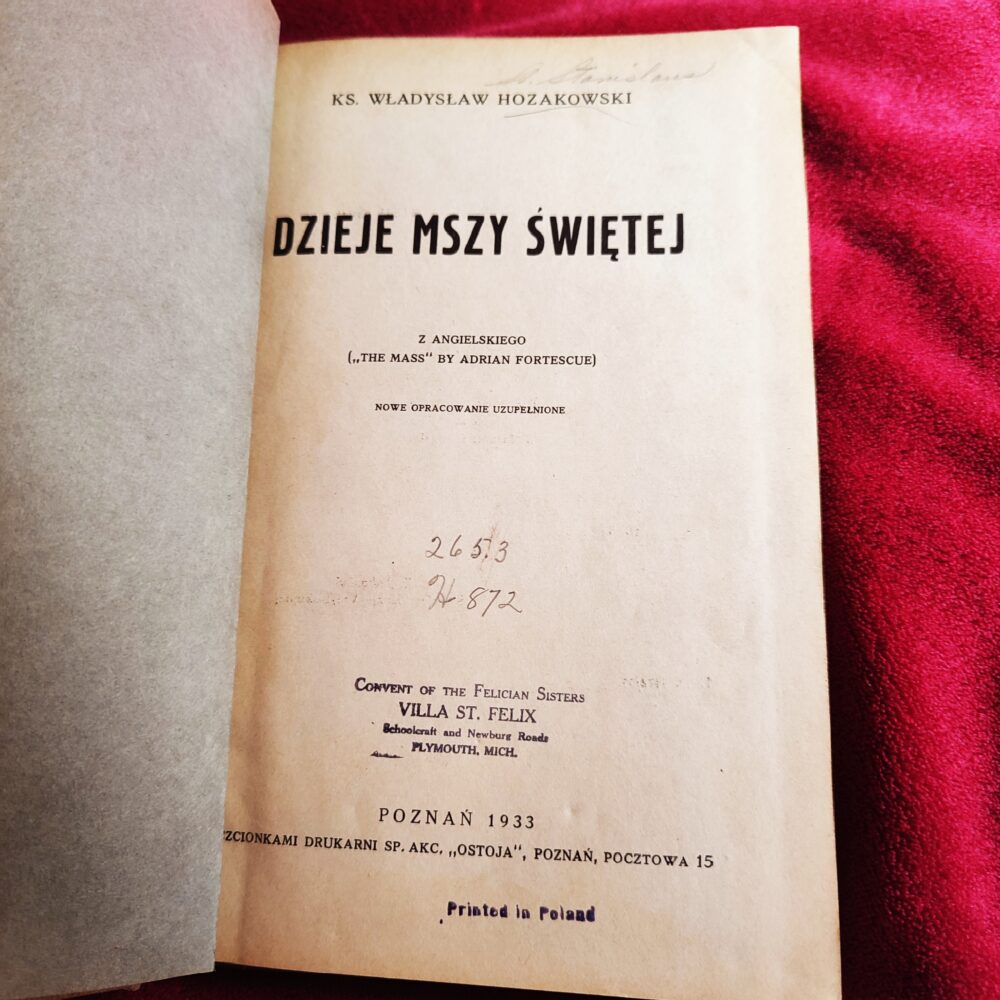 St. Stanislaus
KS. WŁADYSŁAW HOZAKOWSKI
DZIEJE MSZY ŚWIĘTEJ
Z ANGIELSKIEGO
(„THE MASS" BY ADRIAN FORTESCUE)
NOWE OPRACOWANIE UZUPEŁNIONE
265.3
H 872
CONVENT OF THE FELICIAN SISTERS
VILLA ST. FELIX
Schoolcraft and Newburg Roads
PLYMOUTH, MICH.
POZNAŃ 1933
CZCIONKAMI DRUKARNI SP. AKC. „OSTOJA", POZNAŃ, POCZTOWA 15
Printed in Poland